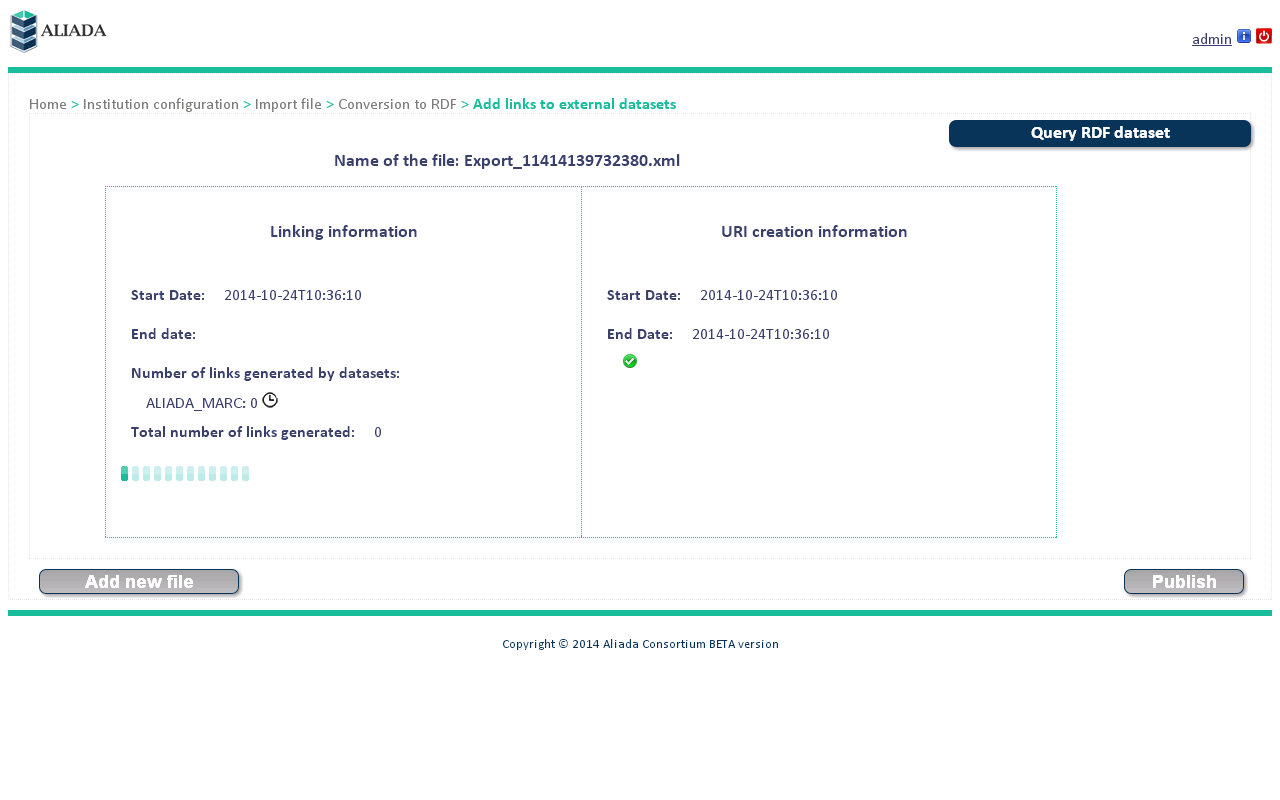 ALIADA
admin
Home > Institution configuration > Import file > Conversion to RDF > Add links to external datasets
Query RDF dataset
Name of the file: Export_11414139732380.xml
Linking information
Start Date: 2014-10-24T10:36:10
End date:
Number of links generated by datasets:
ALIADA_MARC: 0
Total number of links generated: 0
URI creation information
Start Date: 2014-10-24T10:36:10
End Date: 2014-10-24T10:36:10
Add new file
Publish
Copyright © 2014 Aliada Consortium BETA version